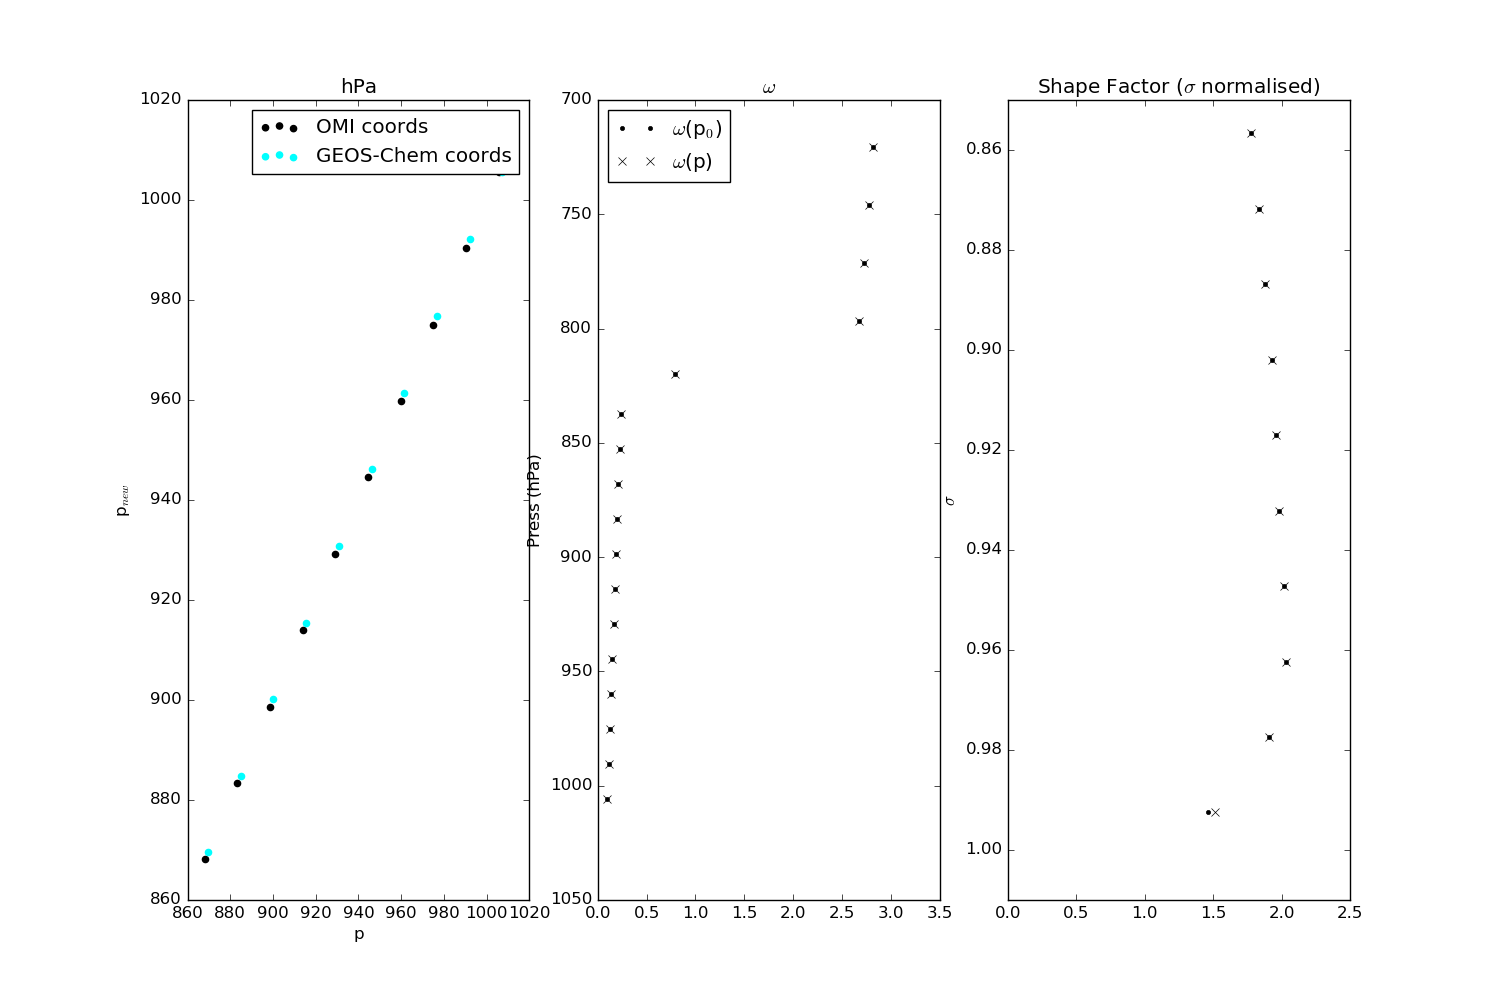 hPa
1020
1000
980
960
940
920
900
880
860
860 880 900 920 940 960 980 1000 1020
p
p_new
OMI coords
GEOS-Chem coords
ω
700
750
800
850
900
950
1000
1050
0.0 0.5 1.0 1.5 2.0 2.5 3.0 3.5
Press (hPa)
ω(p₀)
ω(p)
Shape Factor (σ normalised)
0.86
0.88
0.90
0.92
0.94
0.96
0.98
1.00
0.0 0.5 1.0 1.5 2.0 2.5
σ